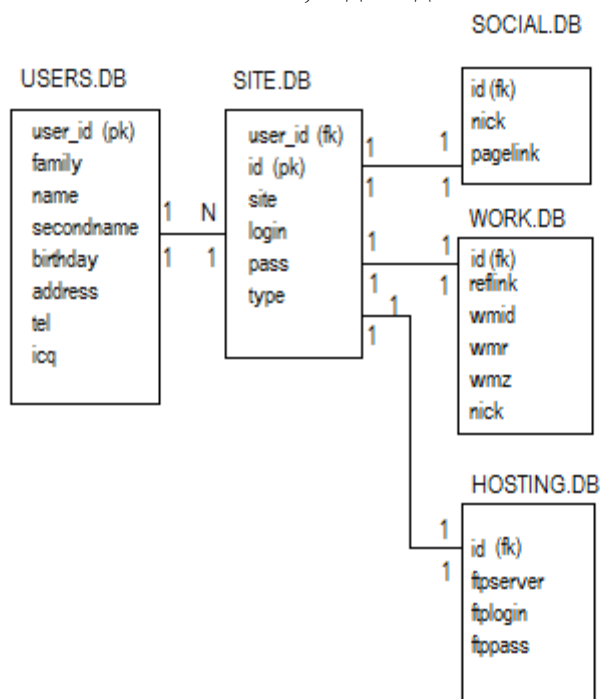 USERS.DB
user_id (pk)
family
name
secondname
birthday
address
tel
icq
1 N
1 1
SITE.DB
user_id (fk)
id (pk)
site
login
pass
type
1 1
1 1
1 1
1 1
1
1
1
1
SOCIAL.DB
id (fk)
nick
pagelink
WORK.DB
id (fk)
reflink
wmid
wmr
wmz
nick
HOSTING.DB
id (fk)
ftpserver
ftplogin
ftppass